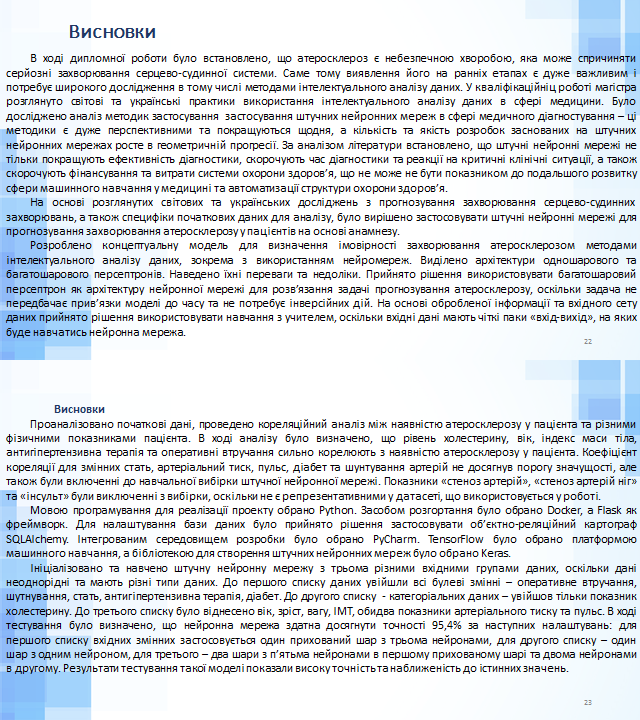 Висновки
В ході дипломної роботи було встановлено, що атеросклероз є небезпечною хворобою, яка може спричиняти
серйозні захворювання серцево-судинної системи. Саме тому виявлення його на ранніх етапах є дуже важливим і
потребує широкого дослідження в тому числі методами інтелектуального аналізу даних. У кваліфікаційніц роботі магістра
розглянуто світові та українські практики використання інтелектуального аналізу даних в сфері медицини. Було
досліджено аналіз методик застосування застосування штучних нейронних мереж в сфері медичного діагностування – ці
методики є дуже перспективними та покращуються щодня, а кількість та якість розробок заснованих на штучних
нейронних мережах росте в геометричній прогресії. За аналізом літератури встановлено, що штучні нейронні мережі не
тільки покращують ефективність діагностики, скорочують час діагностики та реакції на критичні клінічні ситуації, а також
скорочують фінансування та витрати системи охорони здоров’я, що не може не бути показником до подальшого розвитку
сфери машинного навчання у медицині та автоматизації структури охорони здоров’я.
На основі розглянутих світових та українських досліджень з прогнозування захворювання серцево-судинних
захворювань, а також специфіки початкових даних для аналізу, було вирішено застосовувати штучні нейронні мережі для
прогнозування захворювання атеросклерозу у пацієнтів на основі анамнезу.
Розроблено концептуальну модель для визначення імовірності захворювання атеросклерозом методами
інтелектуального аналізу даних, зокрема з використанням нейромереж. Виділено архітектури одношарового та
багатошарового персептронів. Наведено їхні переваги та недоліки. Прийнято рішення використовувати багатошаровий
персептрон як архітектуру нейронної мережі для розв’язання задачі прогнозування атеросклерозу, оскільки задача не
передбачає прив’язки моделі до часу та не потребує інверсійних дій. На основі обробленої інформації та вхідного сету
даних прийнято рішення використовувати навчання з учителем, оскільки вхідні дані мають чіткі паки «вхід-вихід», на яких
буде навчатись нейронна мережа.
22
Висновки
Проаналізовано початкові дані, проведено кореляційний аналіз між наявністю атеросклерозу у пацієнта та різними
фізичними показниками пацієнта. В ході аналізу було визначено, що рівень холестерину, вік, індекс маси тіла,
антигіпертензивна терапія та оперативні втручання сильно корелюють з наявністю атеросклерозу у пацієнта. Коефіцієнт
кореляції для змінних стать, артеріальний тиск, пульс, діабет та шунтування артерій не досягнув порогу значущості, але
також були включенні до навчальної вибірки штучної нейронної мережі. Показники «стеноз артерій», «стеноз артерій ніг»
та «інсульт» були виключенні з вибірки, оскільки не є репрезентативними у датасеті, що використовується у роботі.
Мовою програмування для реалізації проекту обрано Python. Засобом розгортання було обрано Docker, а Flask як
фреймворк. Для налаштування бази даних було прийнято рішення застосовувати об’єктно-реляційний картограф
SQLAlchemy. Інтегрованим середовищем розробки було обрано PyCharm. TensorFlow було обрано платформою
машинного навчання, а бібліотекою для створення штучних нейронних мереж було обрано Keras.
Ініціалізовано та навчено штучну нейронну мережу з трьома різними вхідними групами даних, оскільки дані
неоднорідні та мають різні типи даних. До першого списку даних увійшли всі булеві змінні – оперативне втручання,
шутнування, стать, антигіпертензивна терапія, діабет. До другого списку - категоріальних даних – увійшов тільки показник
холестерину. До третього списку було віднесено вік, зріст, вагу, ІМТ, обидва показники артеріального тиску та пульс. В ході
тестування було визначено, що нейронна мережа здатна досягнути точності 95,4% за наступних налаштувань: для
першого списку вхідних змінних застосовується один прихований шар з трьома нейронами, для другого списку – один
шар з одним нейроном, для третього – два шари з п’ятьма нейронами в першому прихованому шарі та двома нейронами
в другому. Результати тестування такої моделі показали високу точність та наближеність до істинних значень.
23